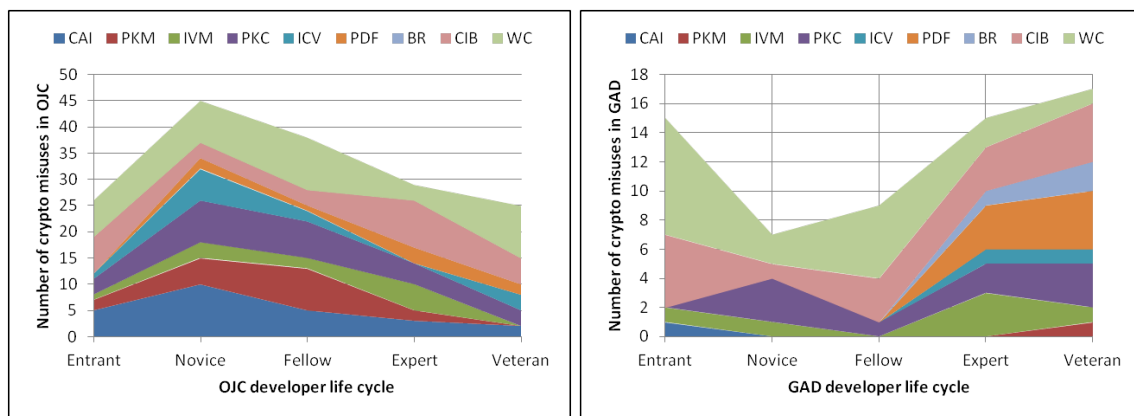 CAI PKM IVM PKC ICV PDF BR CIB WC
Number of crypto misuses in OJC
50
45
40
35
30
25
20
15
10
5
0
Entrant Novice Fellow Expert Veteran
OJC developer life cycle
CAI PKM IVM PKC ICV PDF BR CIB WC
Number of crypto misuses in GAD
18
16
14
12
10
8
6
4
2
0
Entrant Novice Fellow Expert Veteran
GAD developer life cycle